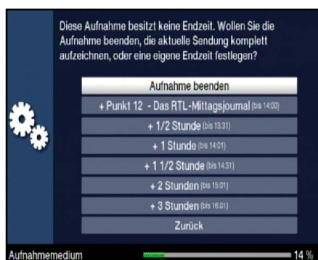 Diese Aufnahme besitzt keine Endzeit. Wollen Sie die
Aufnahme beenden, die aktuelle Sendung komplett
aufzeichnen, oder eine eigene Endzeit festlegen?
Aufnahme beenden
+ Punkt 12 - Das RTL-Mittagsjournal (bis 14:00)
+ 1/2 Stunde (bis 13:31)
+ 1 Stunde (bis 14:01)
+ 1 1/2 Stunde (bis 14:31)
+ 2 Stunden (bis 15:01)
+ 3 Stunden (bis 16:01)
Zurück
Aufnahmemedium 14 %